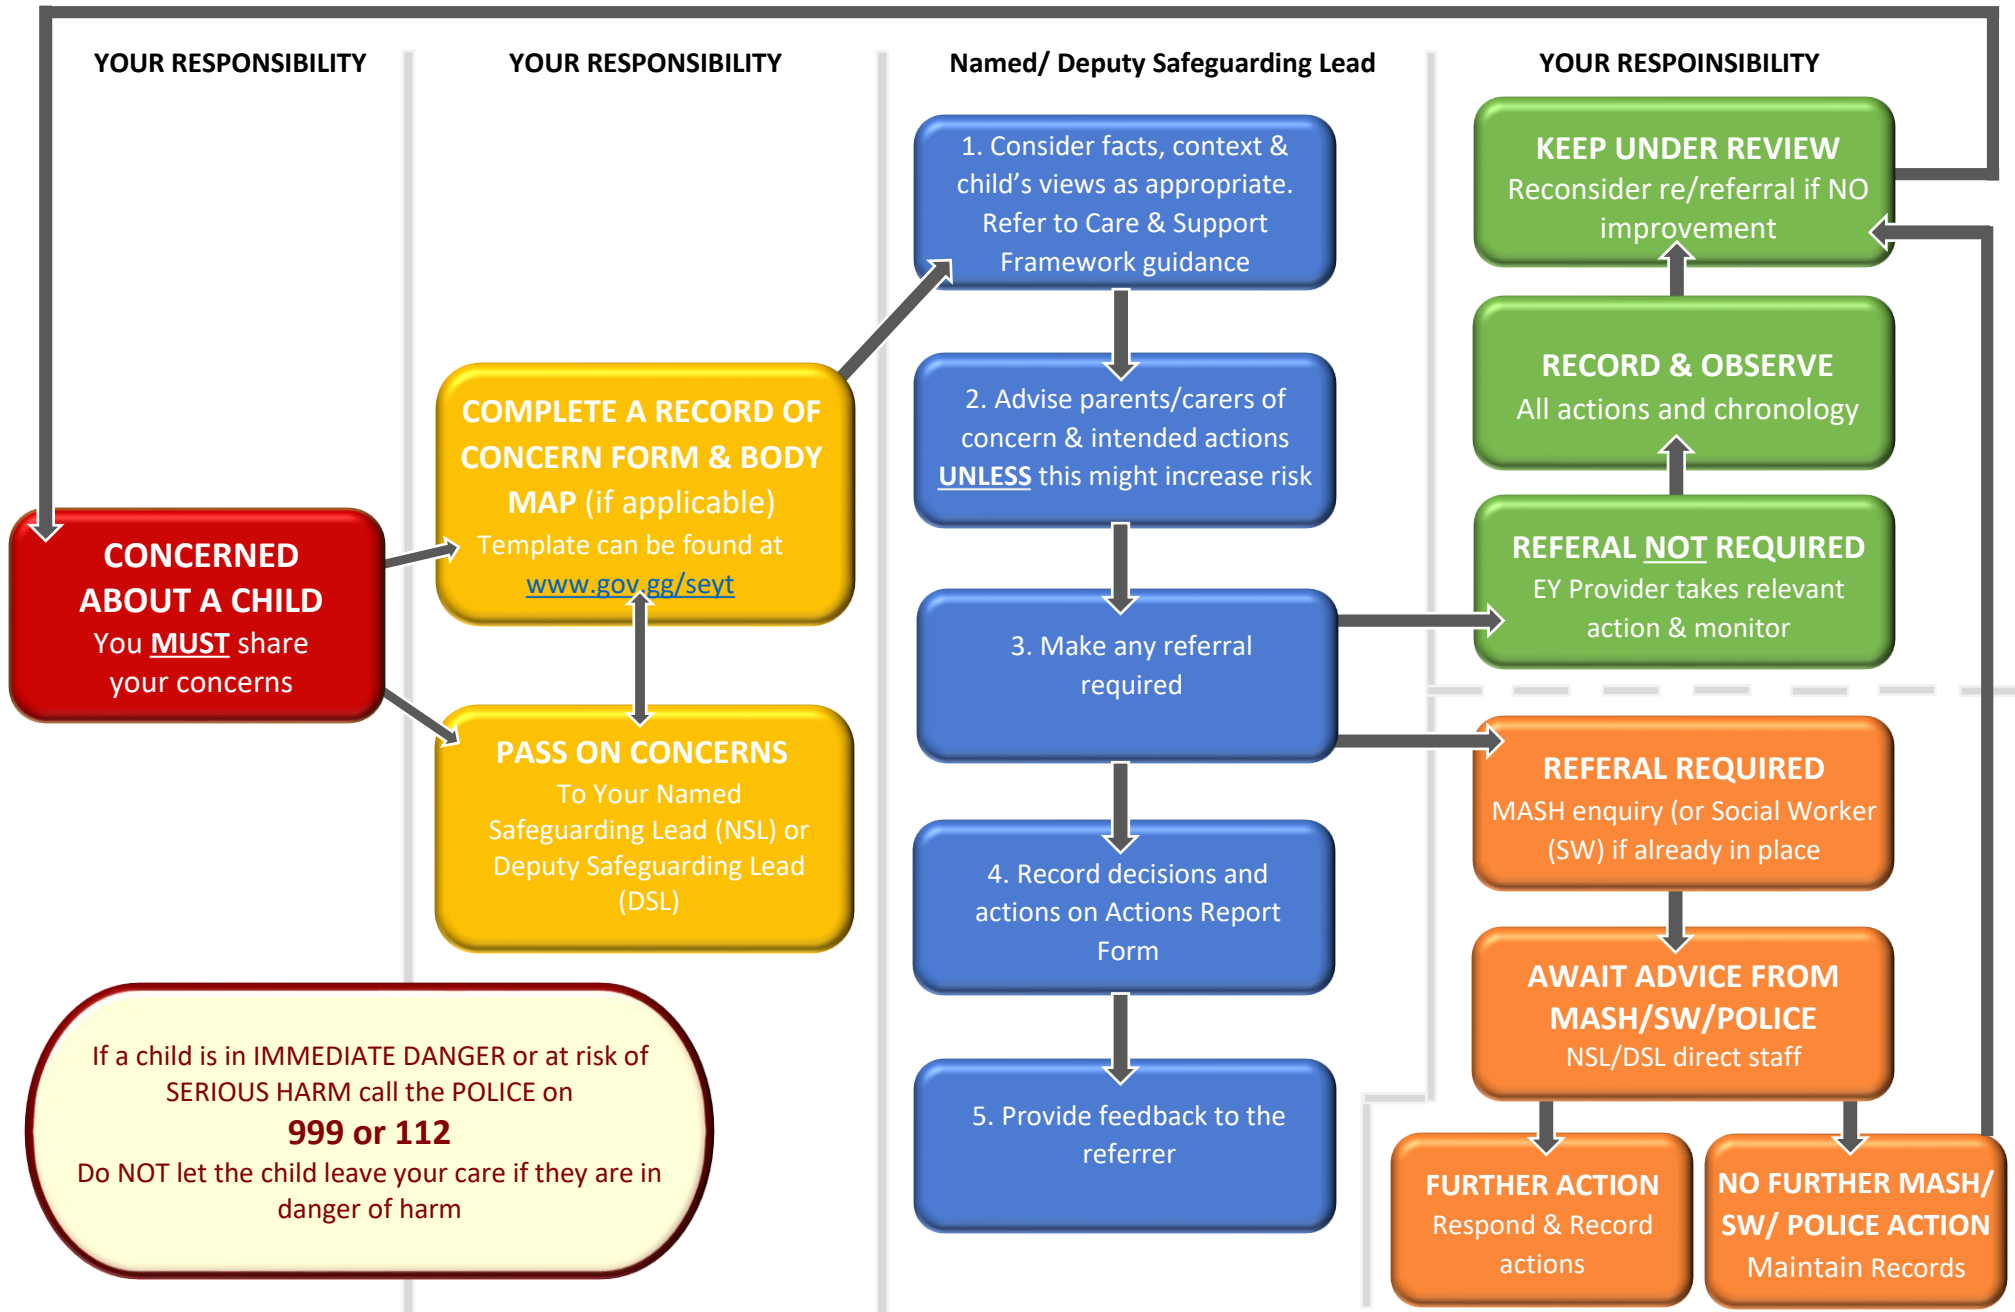 YOUR RESPONSIBILITY
CONCERNED
ABOUT A CHILD
You MUST share
your concerns
If a child is in IMMEDIATE DANGER or at risk of
SERIOUS HARM call the POLICE on
999 or 112
Do NOT let the child leave your care if they are in
danger of harm
YOUR RESPONSIBILITY
COMPLETE A RECORD OF
CONCERN FORM & BODY
MAP (if applicable)
Template can be found at
www.gov.gg/seyt
PASS ON CONCERNS
To Your Named
Safeguarding Lead (NSL) or
Deputy Safeguarding Lead
(DSL)
Named/ Deputy Safeguarding Lead
1. Consider facts, context &
child’s views as appropriate.
Refer to Care & Support
Framework guidance
2. Advise parents/carers of
concern & intended actions
UNLESS this might increase risk
3. Make any referral
required
4. Record decisions and
actions on Actions Report
Form
5. Provide feedback to the
referrer
YOUR RESPOINSIBILITY
KEEP UNDER REVIEW
Reconsider re/referral if NO
improvement
RECORD & OBSERVE
All actions and chronology
REFERAL NOT REQUIRED
EY Provider takes relevant
action & monitor
REFERAL REQUIRED
MASH enquiry (or Social Worker
(SW) if already in place
AWAIT ADVICE FROM
MASH/SW/POLICE
NSL/DSL direct staff
FURTHER ACTION
Respond & Record
actions
NO FURTHER MASH/
SW/ POLICE ACTION
Maintain Records